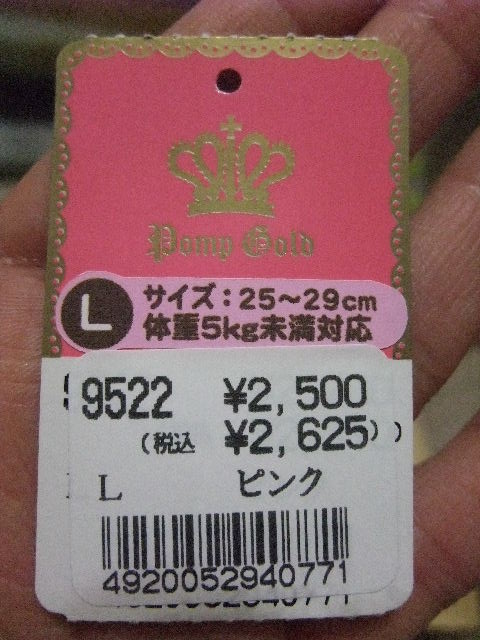 Pomp Gold
L サイズ：25～29cm
体重5kg未満対応
9522 ¥2,500
(税込 ¥2,625))
L ピンク
4920052940771